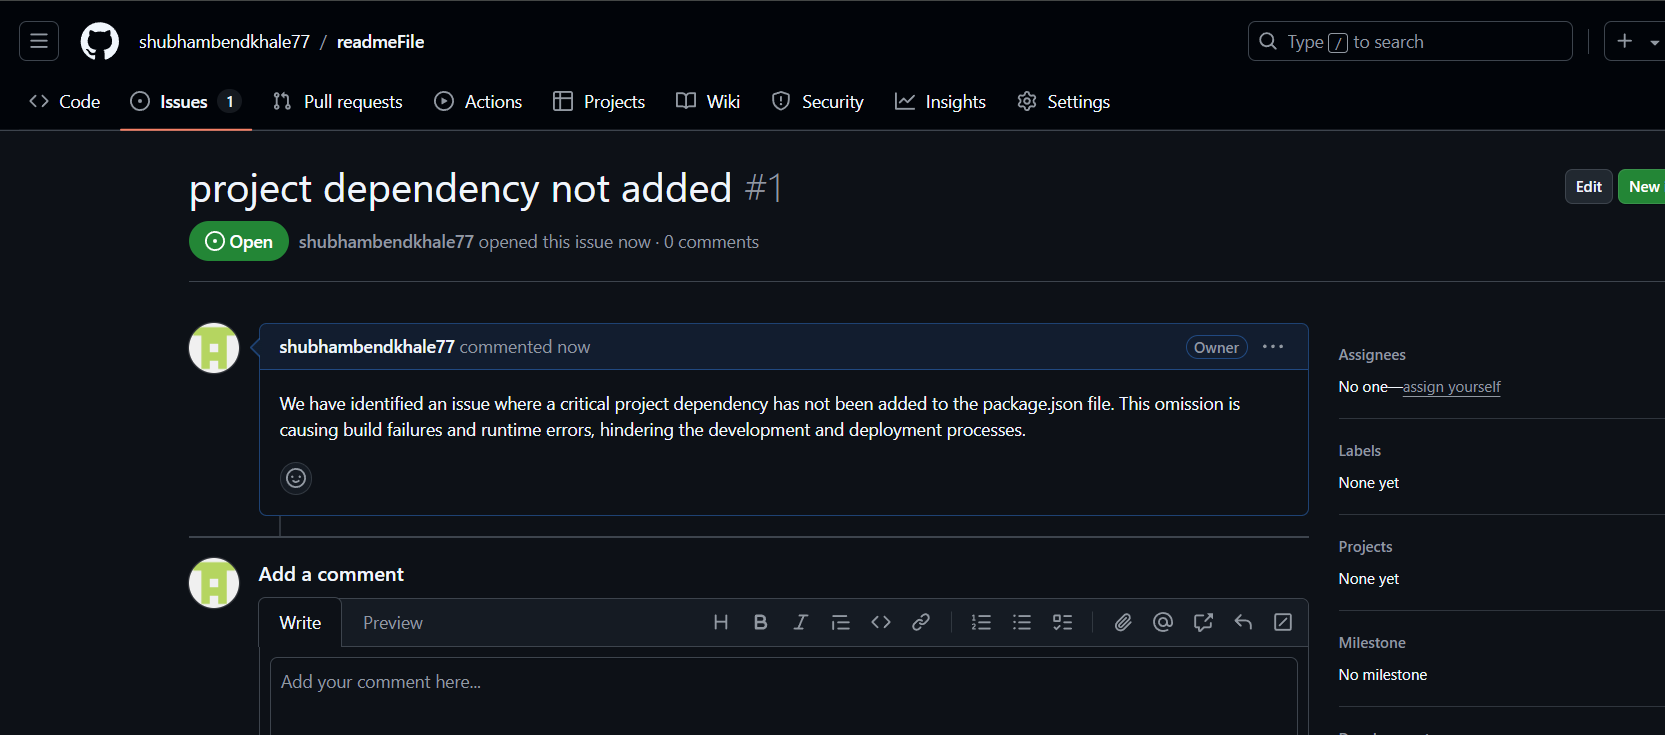 shubhambendkhale77 / readmeFile
Type / to search
Code Issues 1 Pull requests Actions Projects Wiki Security Insights Settings
project dependency not added #1
Edit New
Open shubhambendkhale77 opened this issue now · 0 comments
shubhambendkhale77 commented now Owner
We have identified an issue where a critical project dependency has not been added to the package.json file. This omission is
causing build failures and runtime errors, hindering the development and deployment processes.
Assignees
No one—assign yourself
Labels
None yet
Projects
None yet
Milestone
No milestone
Add a comment
Write Preview
Add your comment here...